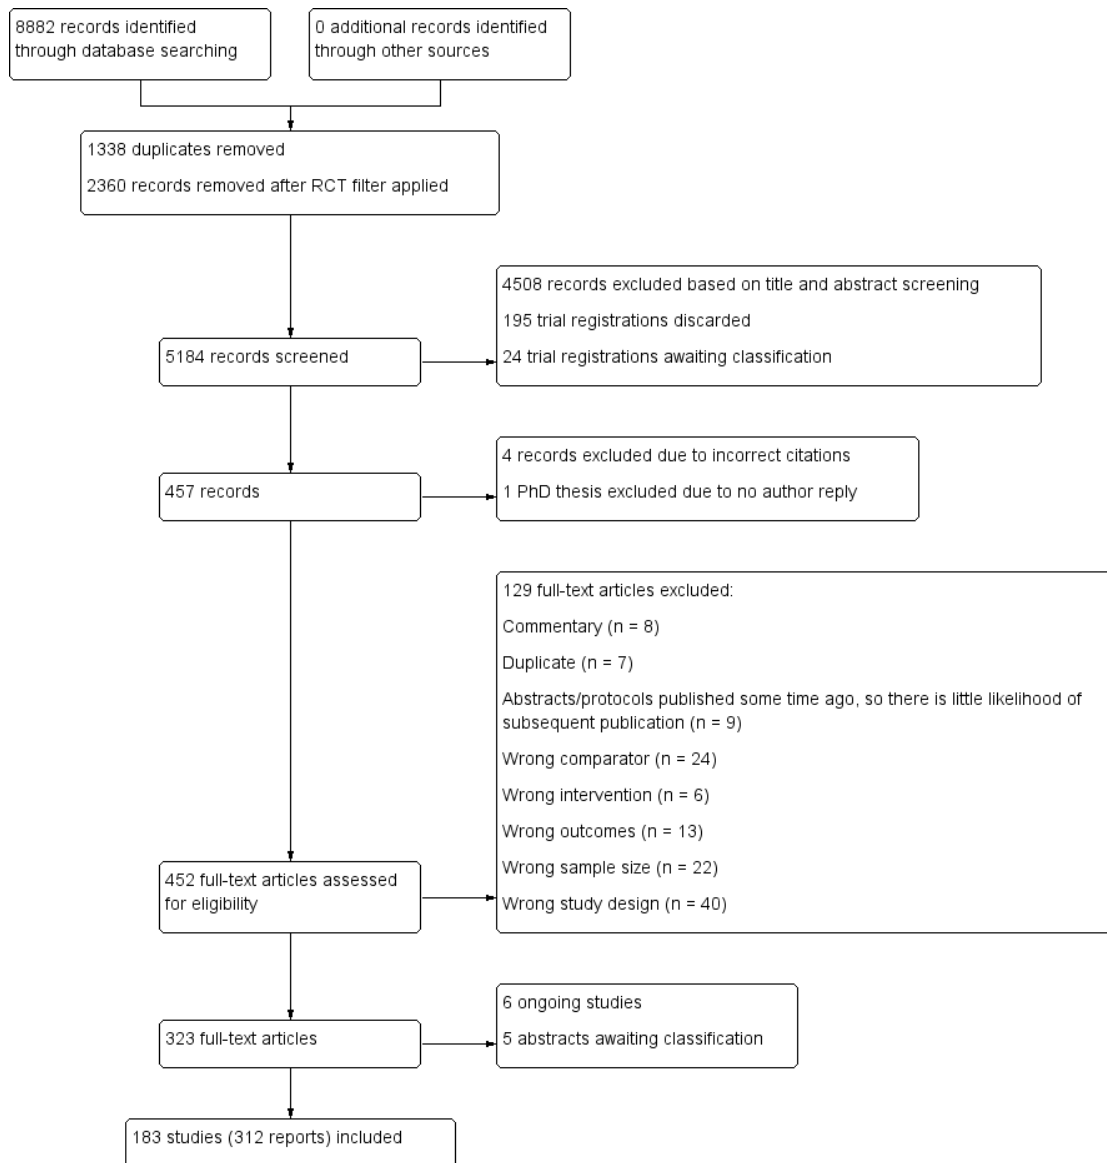 8882 records identified
through database searching
0 additional records identified
through other sources
1338 duplicates removed
2360 records removed after RCT filter applied
4508 records excluded based on title and abstract screening
195 trial registrations discarded
24 trial registrations awaiting classification
5184 records screened
4 records excluded due to incorrect citations
1 PhD thesis excluded due to no author reply
457 records
129 full-text articles excluded:
Commentary (n = 8)
Duplicate (n = 7)
Abstracts/protocols published some time ago, so there is little likelihood of
subsequent publication (n = 9)
Wrong comparator (n = 24)
Wrong intervention (n = 6)
Wrong outcomes (n = 13)
Wrong sample size (n = 22)
Wrong study design (n = 40)
452 full-text articles assessed
for eligibility
6 ongoing studies
5 abstracts awaiting classification
323 full-text articles
183 studies (312 reports) included